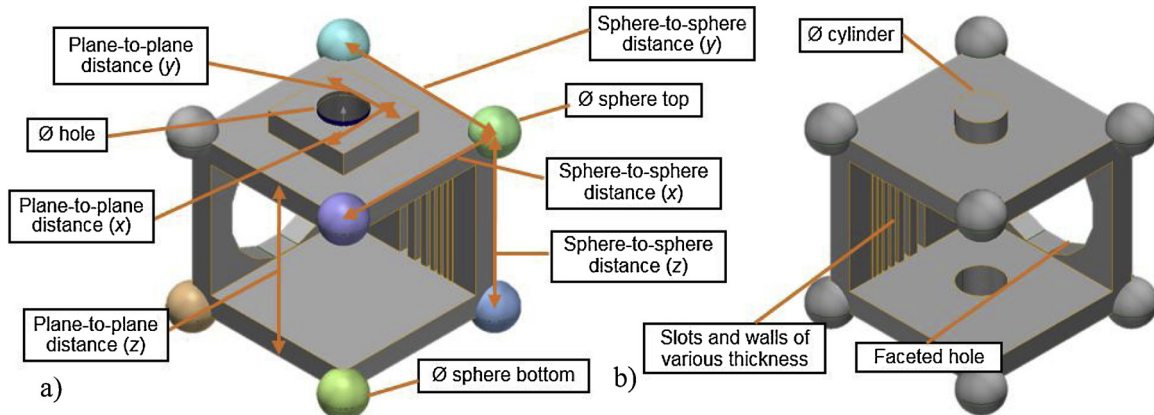 Plane-to-plane
distance (y)
Ø hole
Plane-to-plane
distance (x)
Plane-to-plane
distance (z)
a)
Sphere-to-sphere
distance (y)
Ø sphere top
Sphere-to-sphere
distance (x)
Sphere-to-sphere
distance (z)
Ø sphere bottom
b)
Ø cylinder
Slots and walls of
various thickness
Faceted hole